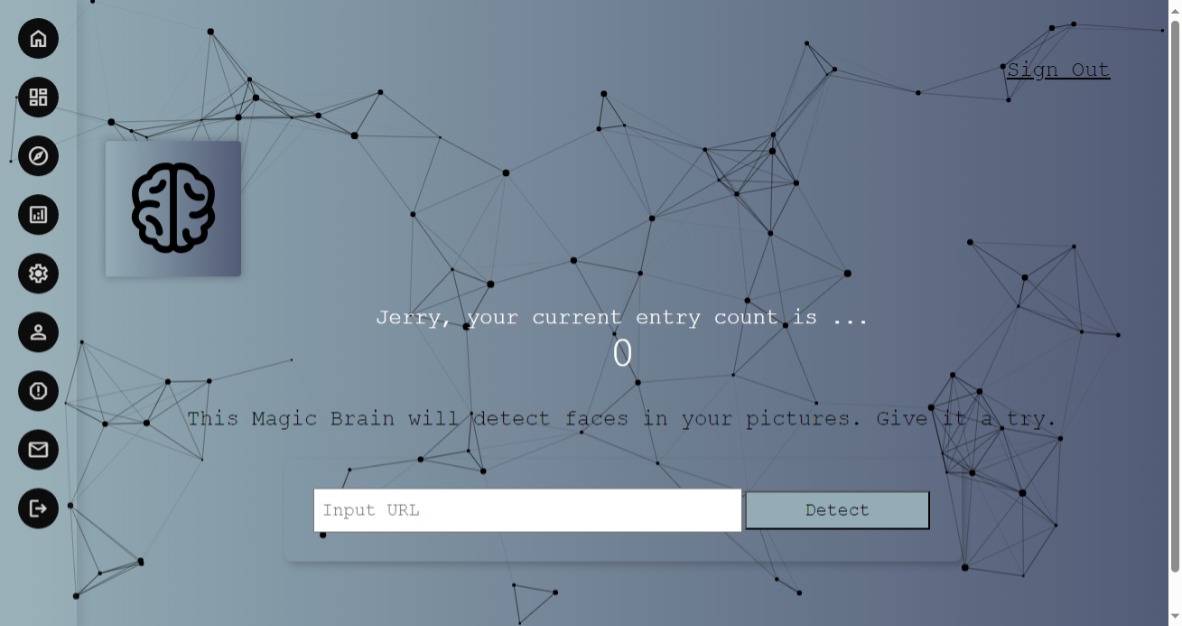 Sign Out
Jerry, your current entry count is ...
0
This Magic Brain will detect faces in your pictures. Give it a try.
Input URL
Detect